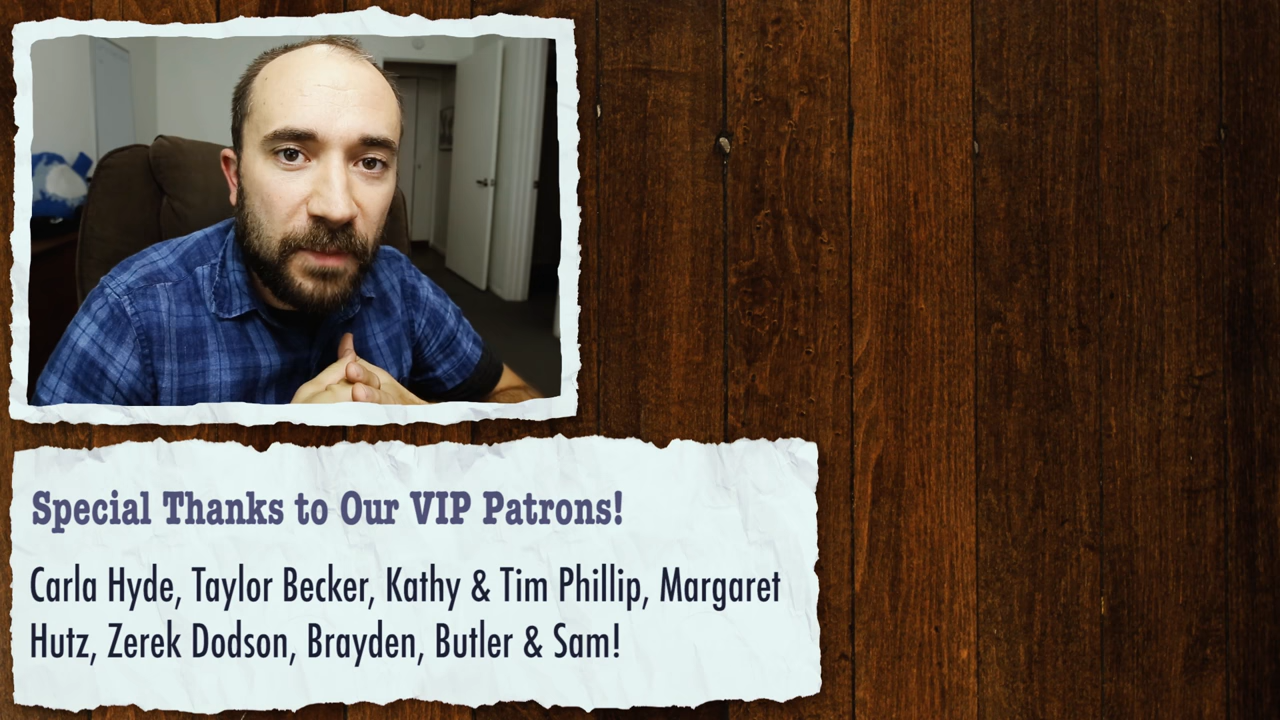 Special Thanks to Our VIP Patrons!
Carla Hyde, Taylor Becker, Kathy & Tim Phillip, Margaret
Hutz, Zerek Dodson, Brayden, Butler & Sam!